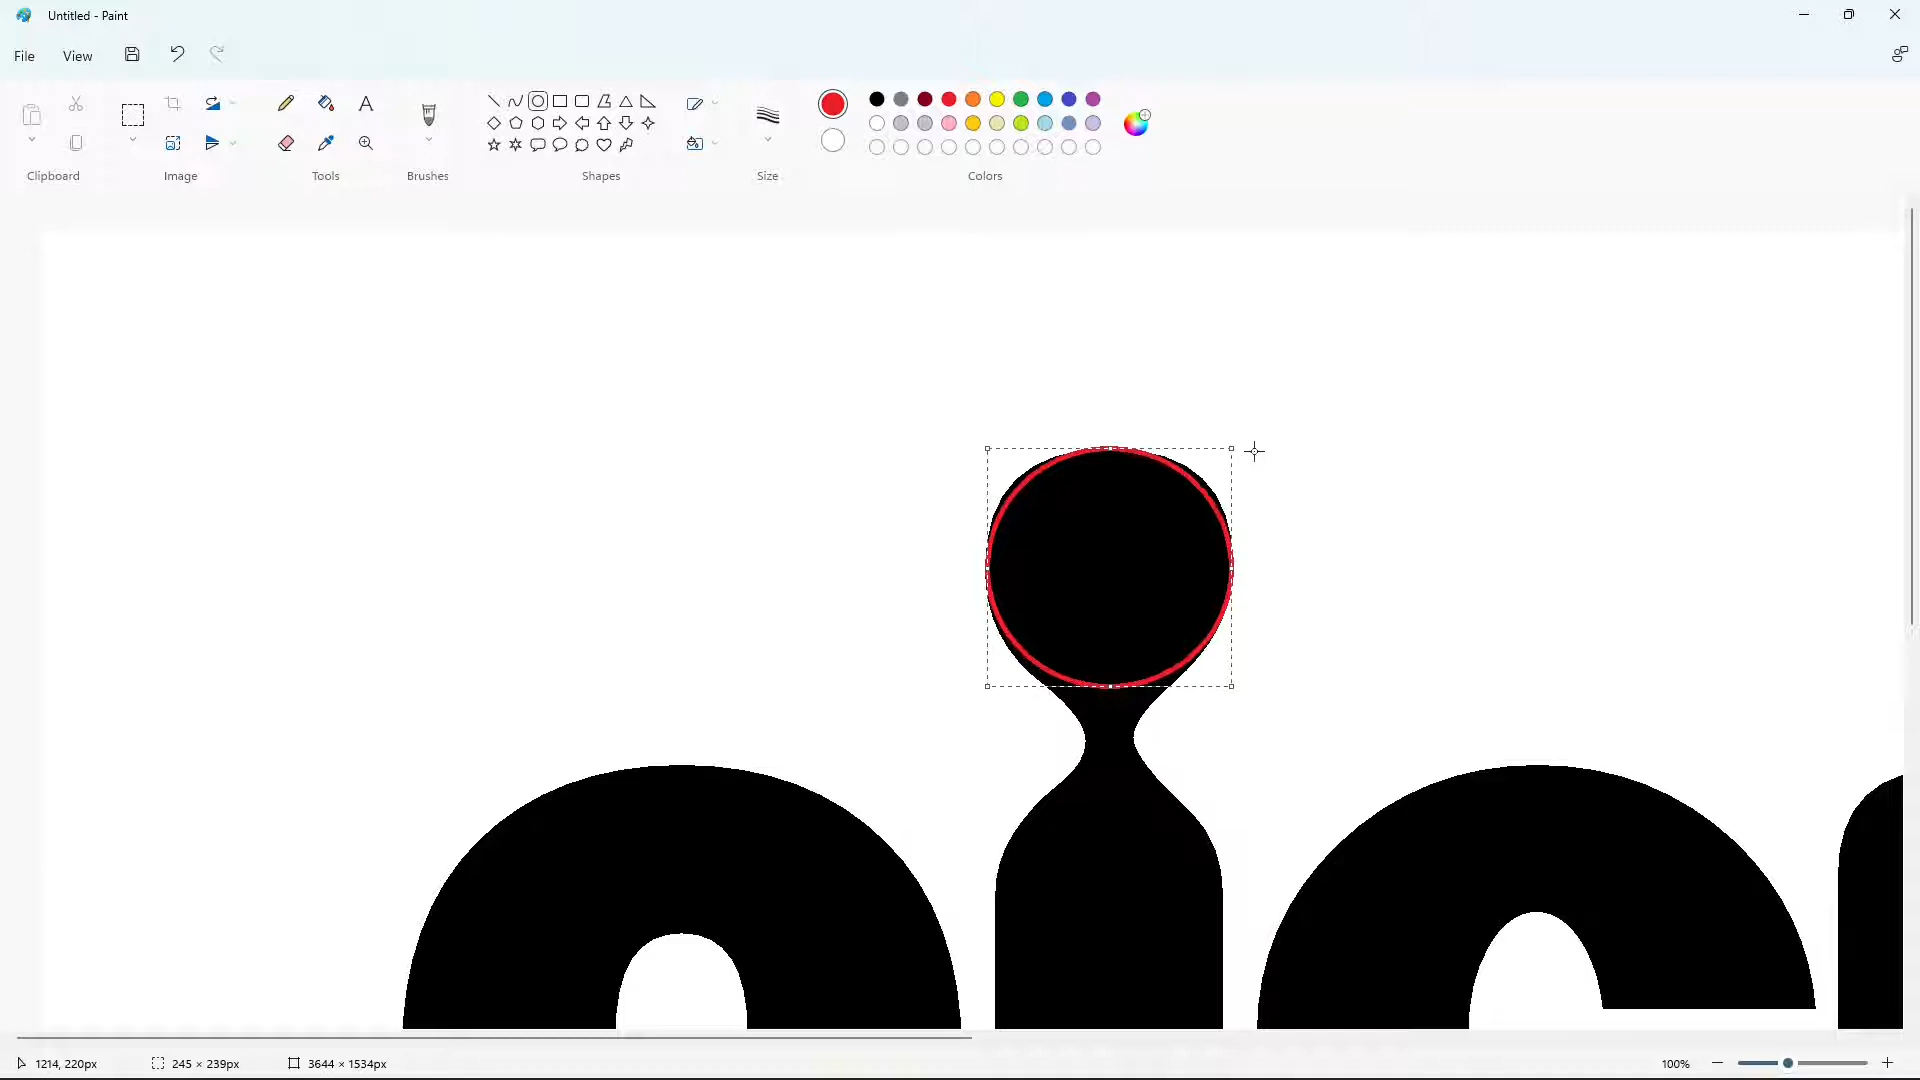 Untitled - Paint
File View
Clipboard Image Tools Brushes Shapes Size Colors
1214, 220px 245 × 239px 3644 × 1534px 100%